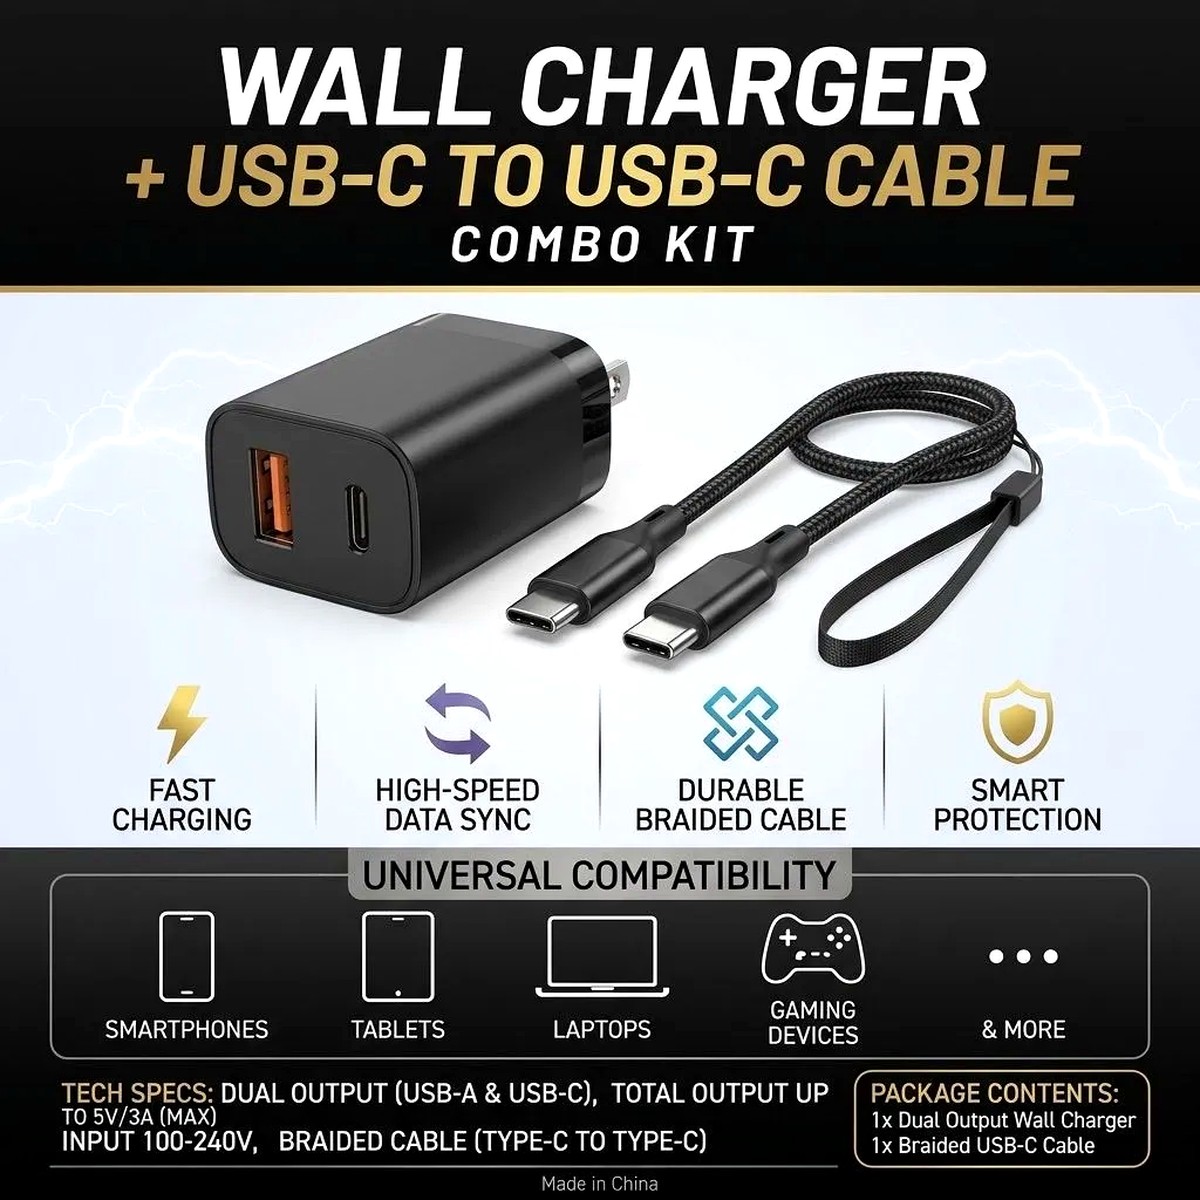 WALL CHARGER
+ USB-C TO USB-C CABLE
COMBO KIT
FAST
CHARGING
HIGH-SPEED
DATA SYNC
DURABLE
BRAIDED CABLE
SMART
PROTECTION
UNIVERSAL COMPATIBILITY
SMARTPHONES
TABLETS
LAPTOPS
GAMING
DEVICES
& MORE
TECH SPECS: DUAL OUTPUT (USB-A & USB-C), TOTAL OUTPUT UP
TO 5V/3A (MAX)
INPUT 100-240V, BRAIDED CABLE (TYPE-C TO TYPE-C)
PACKAGE CONTENTS:
1x Dual Output Wall Charger
1x Braided USB-C Cable
Made in China